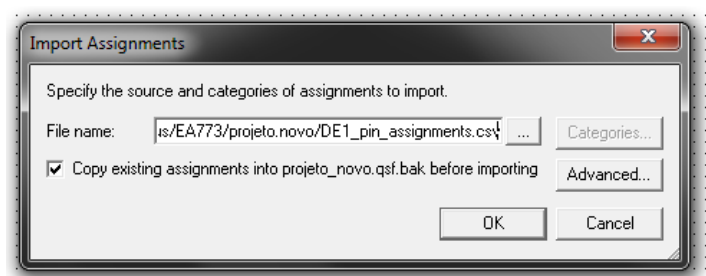 Import Assignments
Specify the source and categories of assignments to import.
File name: us/EA773/projeto.novo/DE1_pin_assignments.csv ... Categories...
Copy existing assignments into projeto_novo.qsf.bak before importing Advanced...
OK Cancel